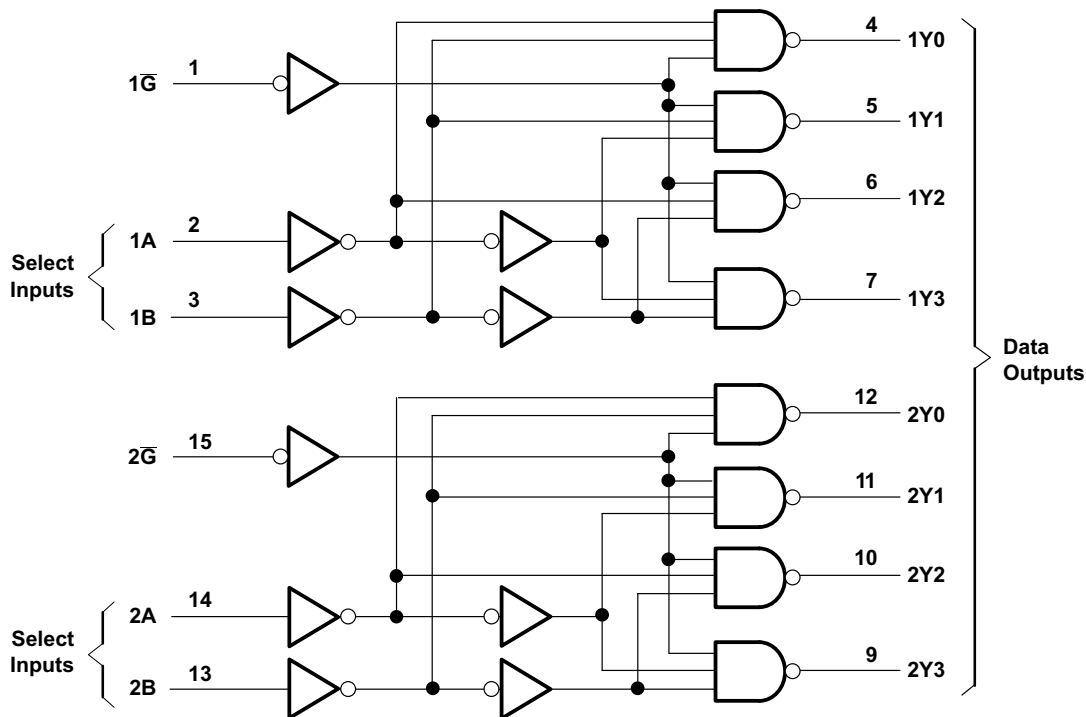 4 1Y0
1G̅ 1
5 1Y1
6 1Y2
1A 2
7 1Y3
Select
Inputs
1B 3
Data
Outputs
12 2Y0
2G̅ 15
11 2Y1
10 2Y2
2A 14
Select
Inputs
9 2Y3
2B 13